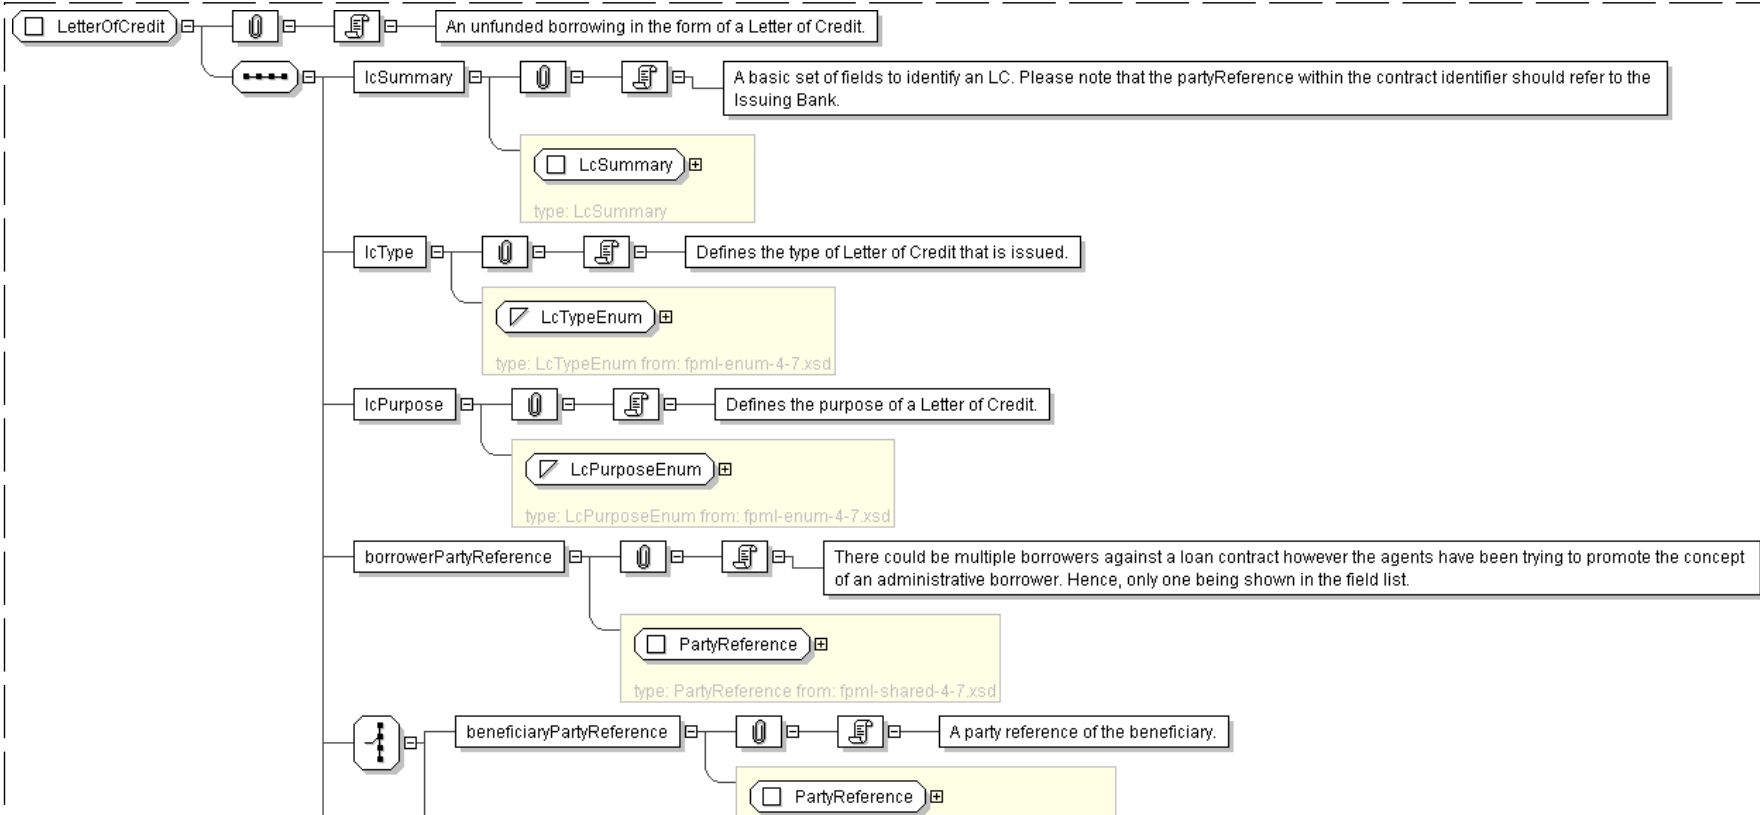 LetterOfCredit
An unfunded borrowing in the form of a Letter of Credit.
lcSummary
A basic set of fields to identify an LC. Please note that the partyReference within the contract identifier should refer to the
Issuing Bank.
LcSummary
type: LcSummary
lcType
Defines the type of Letter of Credit that is issued.
LcTypeEnum
type: LcTypeEnum from: fpml-enum-4-7.xsd
lcPurpose
Defines the purpose of a Letter of Credit.
LcPurposeEnum
type: LcPurposeEnum from: fpml-enum-4-7.xsd
borrowerPartyReference
There could be multiple borrowers against a loan contract however the agents have been trying to promote the concept
of an administrative borrower. Hence, only one being shown in the field list.
PartyReference
type: PartyReference from: fpml-shared-4-7.xsd
beneficiaryPartyReference
A party reference of the beneficiary.
PartyReference